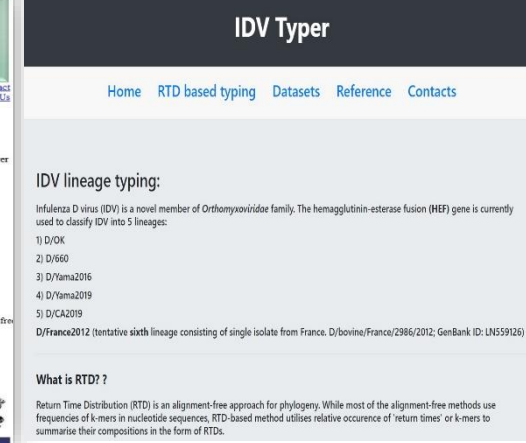 act
Us
er
free
IDV Typer
Home RTD based typing Datasets Reference Contacts
IDV lineage typing:
Infulenza D virus (IDV) is a novel member of Orthomyxoviridae family. The hemagglutinin-esterase fusion (HEF) gene is currently
used to classify IDV into 5 lineages:
1) D/OK
2) D/660
3) D/Yama2016
4) D/Yama2019
5) D/CA2019
D/France2012 (tentative sixth lineage consisting of single isolate from France. D/bovine/France/2986/2012; GenBank ID: LN559126)
What is RTD? ?
Return Time Distribution (RTD) is an alignment-free approach for phylogeny. While most of the alignment-free methods use
frequencies of k-mers in nucleotide sequences, RTD-based method utilises relative occurence of 'return times' or k-mers to
summarise their compositions in the form of RTDs.